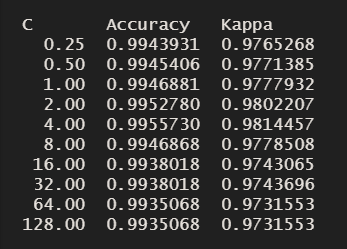 C Accuracy Kappa
0.25 0.9943931 0.9765268
0.50 0.9945406 0.9771385
1.00 0.9946881 0.9777932
2.00 0.9952780 0.9802207
4.00 0.9955730 0.9814457
8.00 0.9946868 0.9778508
16.00 0.9938018 0.9743065
32.00 0.9938018 0.9743696
64.00 0.9935068 0.9731553
128.00 0.9935068 0.9731553